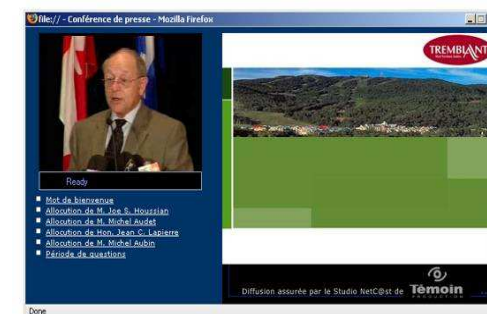 file:// - Conférence de presse - Mozilla Firefox
TREMBLANT
Ready
Mot de bienvenue
Allocution de M. Joe S. Houssian
Allocution de M. Michel Audet
Allocution de Hon. Jean C. Lapierre
Allocution de M. Michel Aubin
Période de questions
Diffusion assurée par le Studio NetC@st de Témoin
PRODUCTION
Done